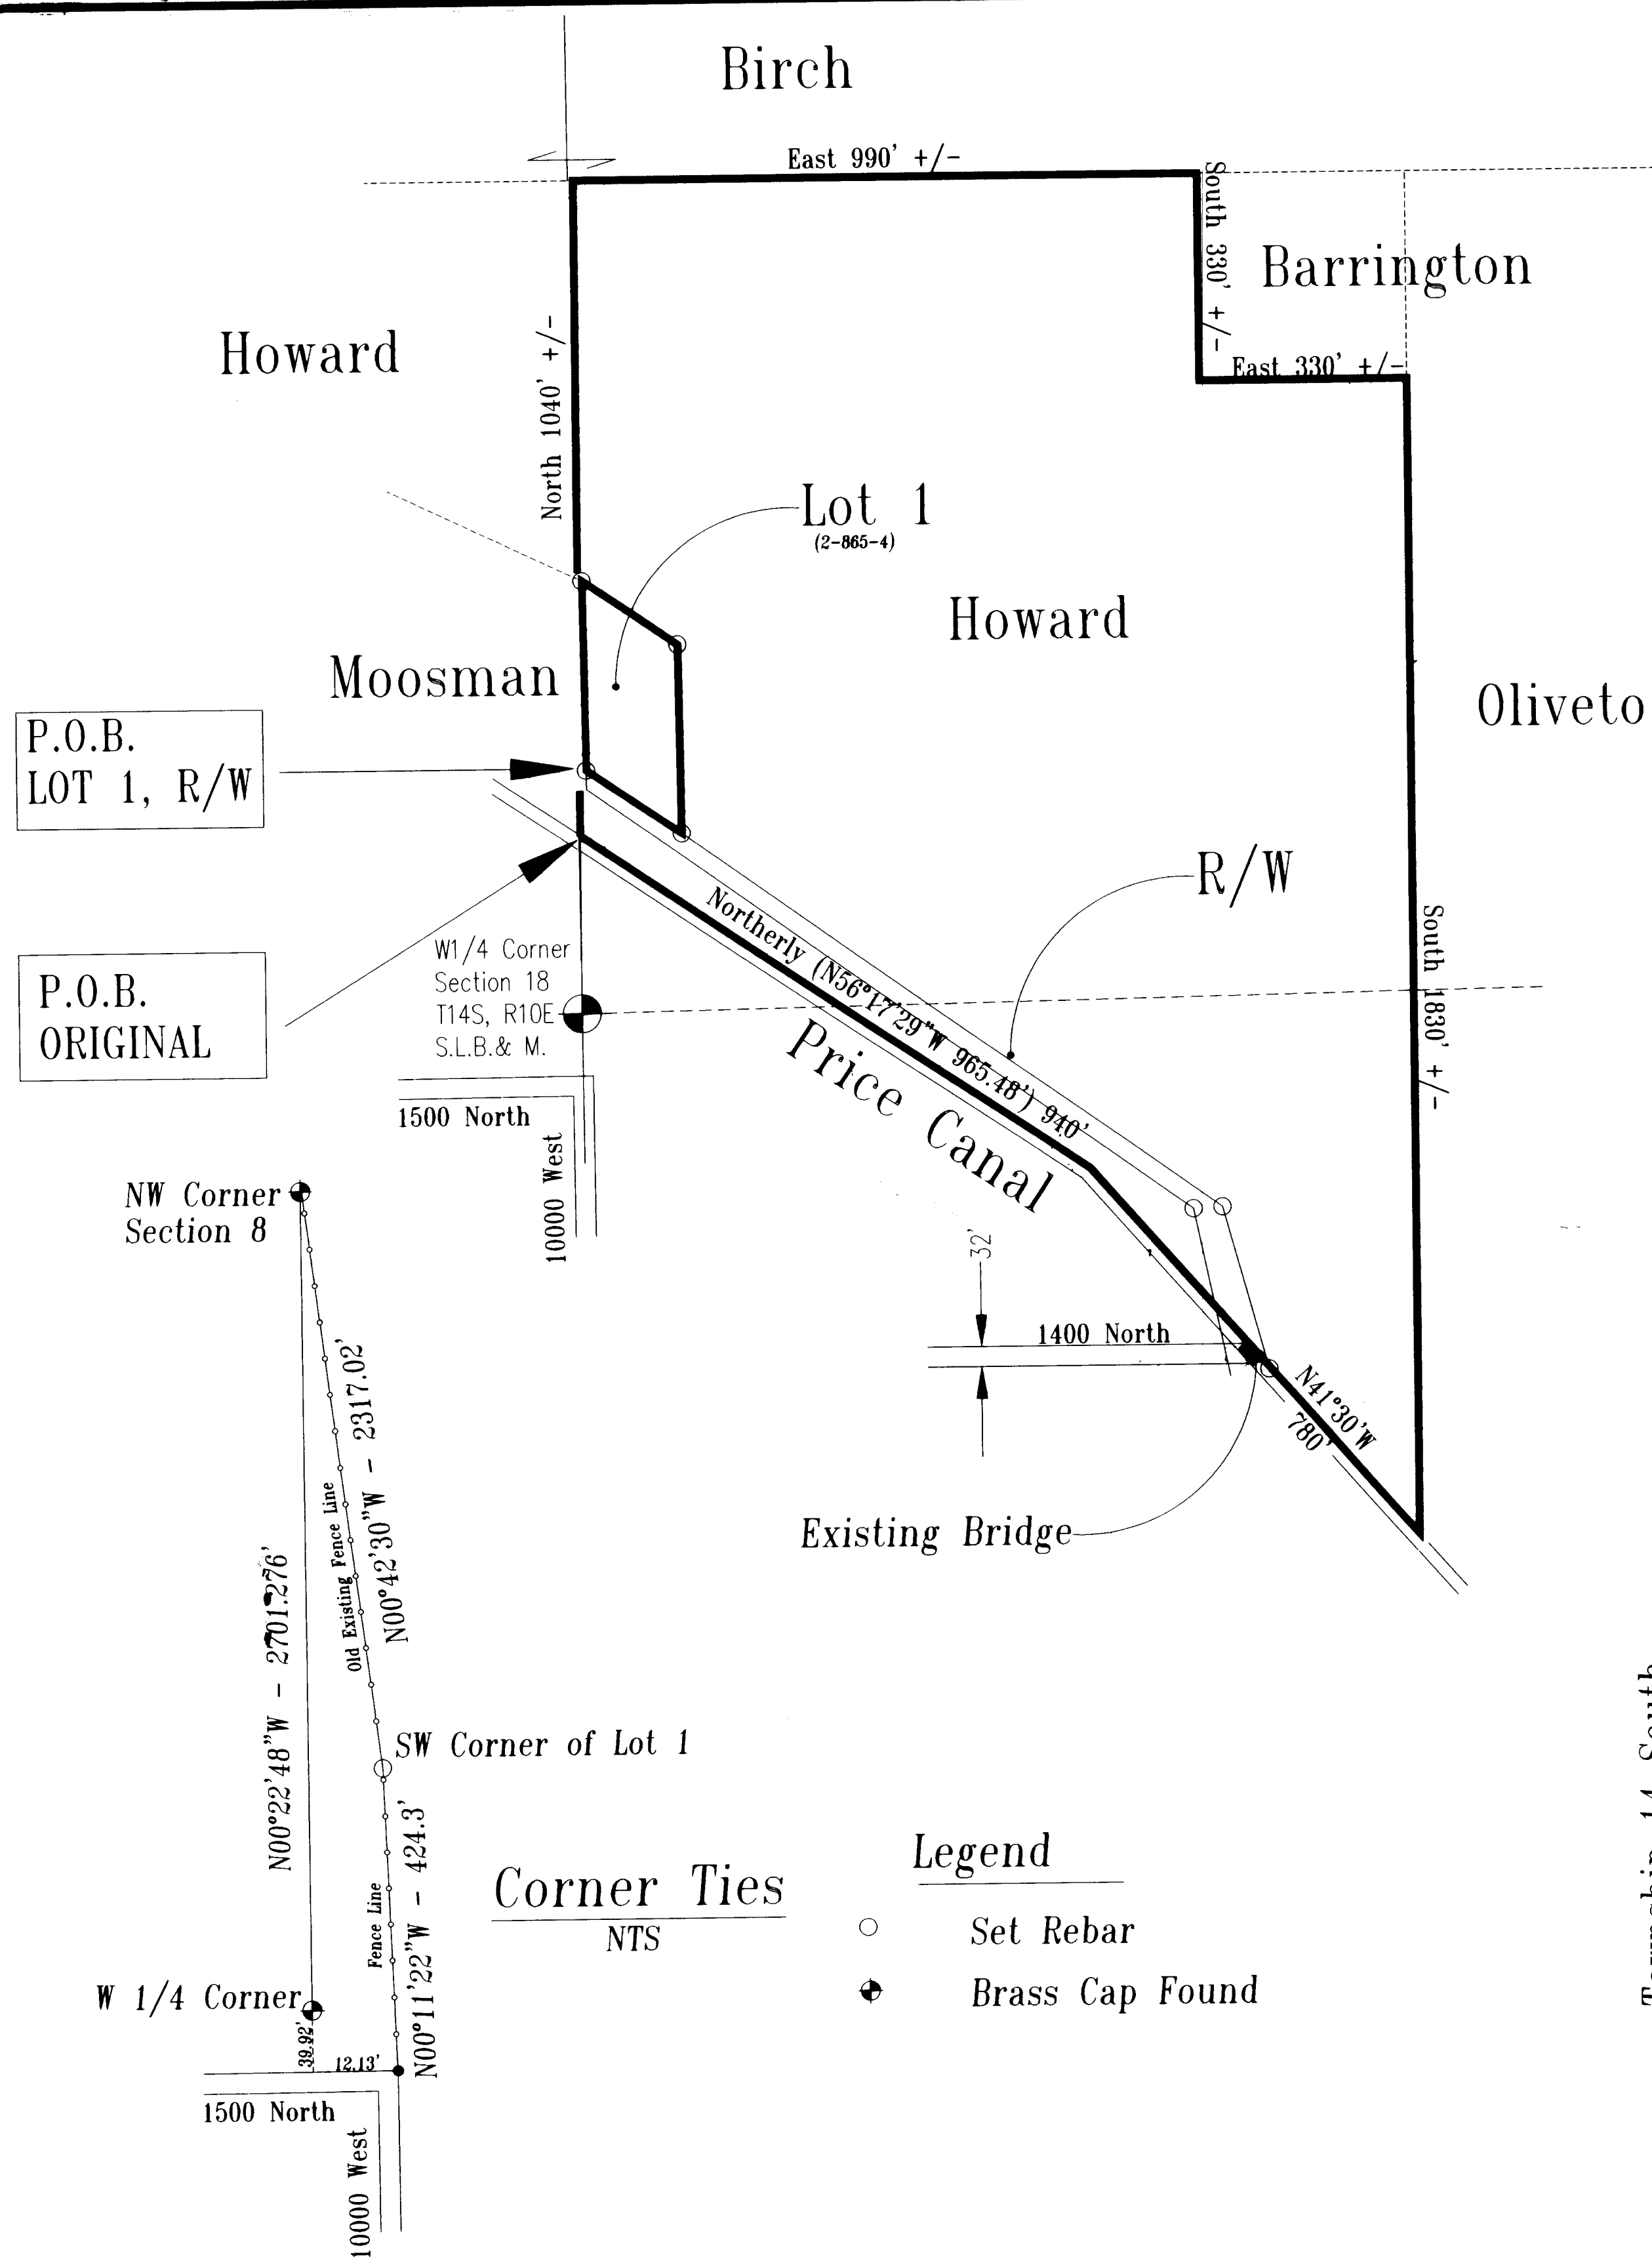 Birch
East 990' +/-
South 330' +/-
Barrington
East 330' +/-
Howard
North 1040' +/-
Lot 1
(2-865-4)
Howard
Moosman
Oliveto
P.O.B.
LOT 1, R/W
R/W
Northerly (N56°17'29"W 965.48') 940'
South 1830' +/-
P.O.B.
ORIGINAL
W1/4 Corner
Section 18
T14S, R10E
S.L.B.& M.
Price Canal
1500 North
10000 West
NW Corner
Section 8
32'
1400 North
N41°30'W
780'
Existing Bridge
N00°42'30"W - 2317.02'
Old Existing Fence Line
N00°22'48"W - 2701.276'
SW Corner of Lot 1
N00°11'22"W - 424.3'
Fence Line
Corner Ties
NTS
Legend
Set Rebar
Brass Cap Found
W 1/4 Corner
39.92'
12.13'
1500 North
10000 West
Township 14 South